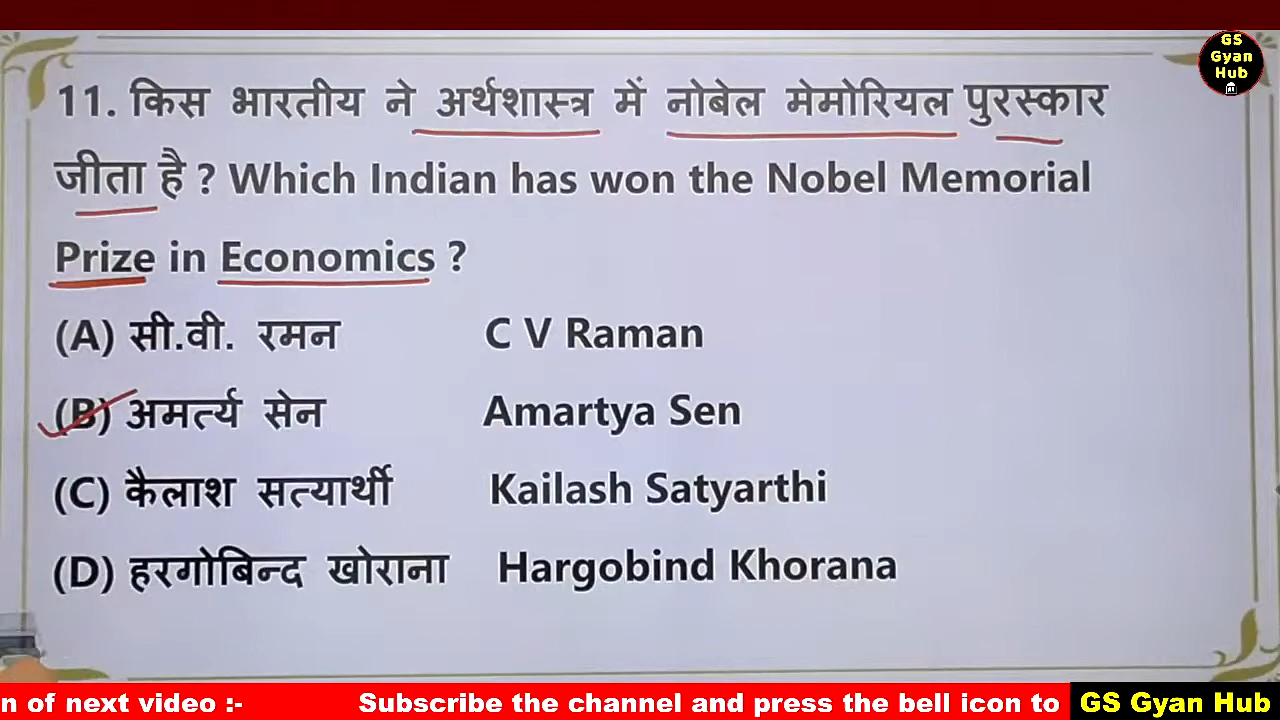 GS
Gyan
Hub
11. किस भारतीय ने अर्थशास्त्र में नोबेल मेमोरियल पुरस्कार
जीता है ? Which Indian has won the Nobel Memorial
Prize in Economics ?
(A) सी.वी. रमन C V Raman
(B) अमर्त्य सेन Amartya Sen
(C) कैलाश सत्यार्थी Kailash Satyarthi
(D) हरगोबिन्द खोराना Hargobind Khorana
n of next video :- Subscribe the channel and press the bell icon to GS Gyan Hub